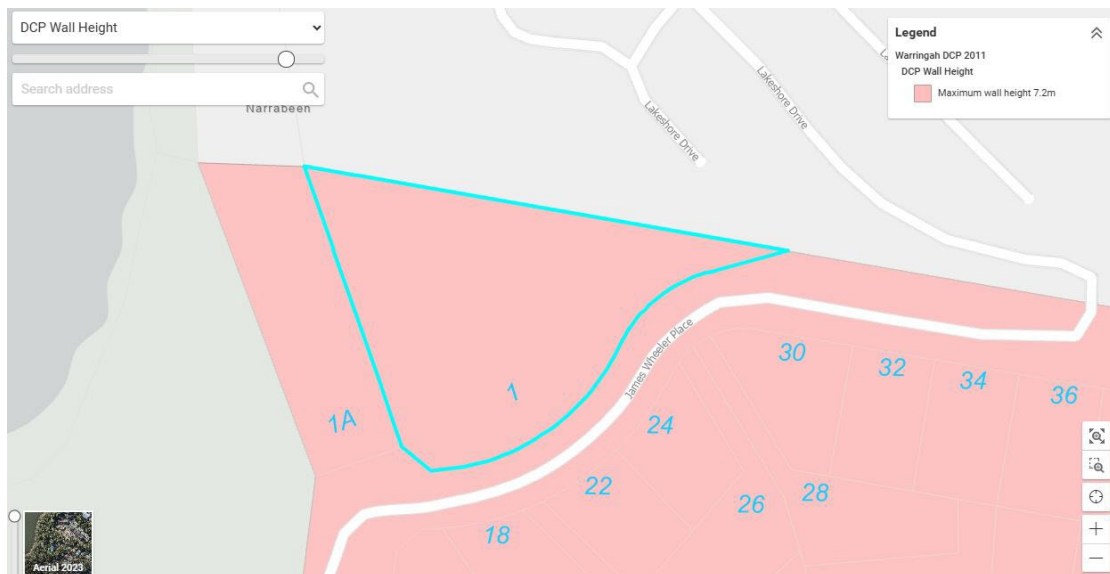 DCP Wall Height
Search address
Narrabeen
Legend
Warringah DCP 2011
DCP Wall Height
Maximum wall height 7.2m
Lakeshore Drive
Lakeshore Drive
James Wheeler Place
1
1A
30
32
34
36
24
22
26
28
18
Aerial 2023